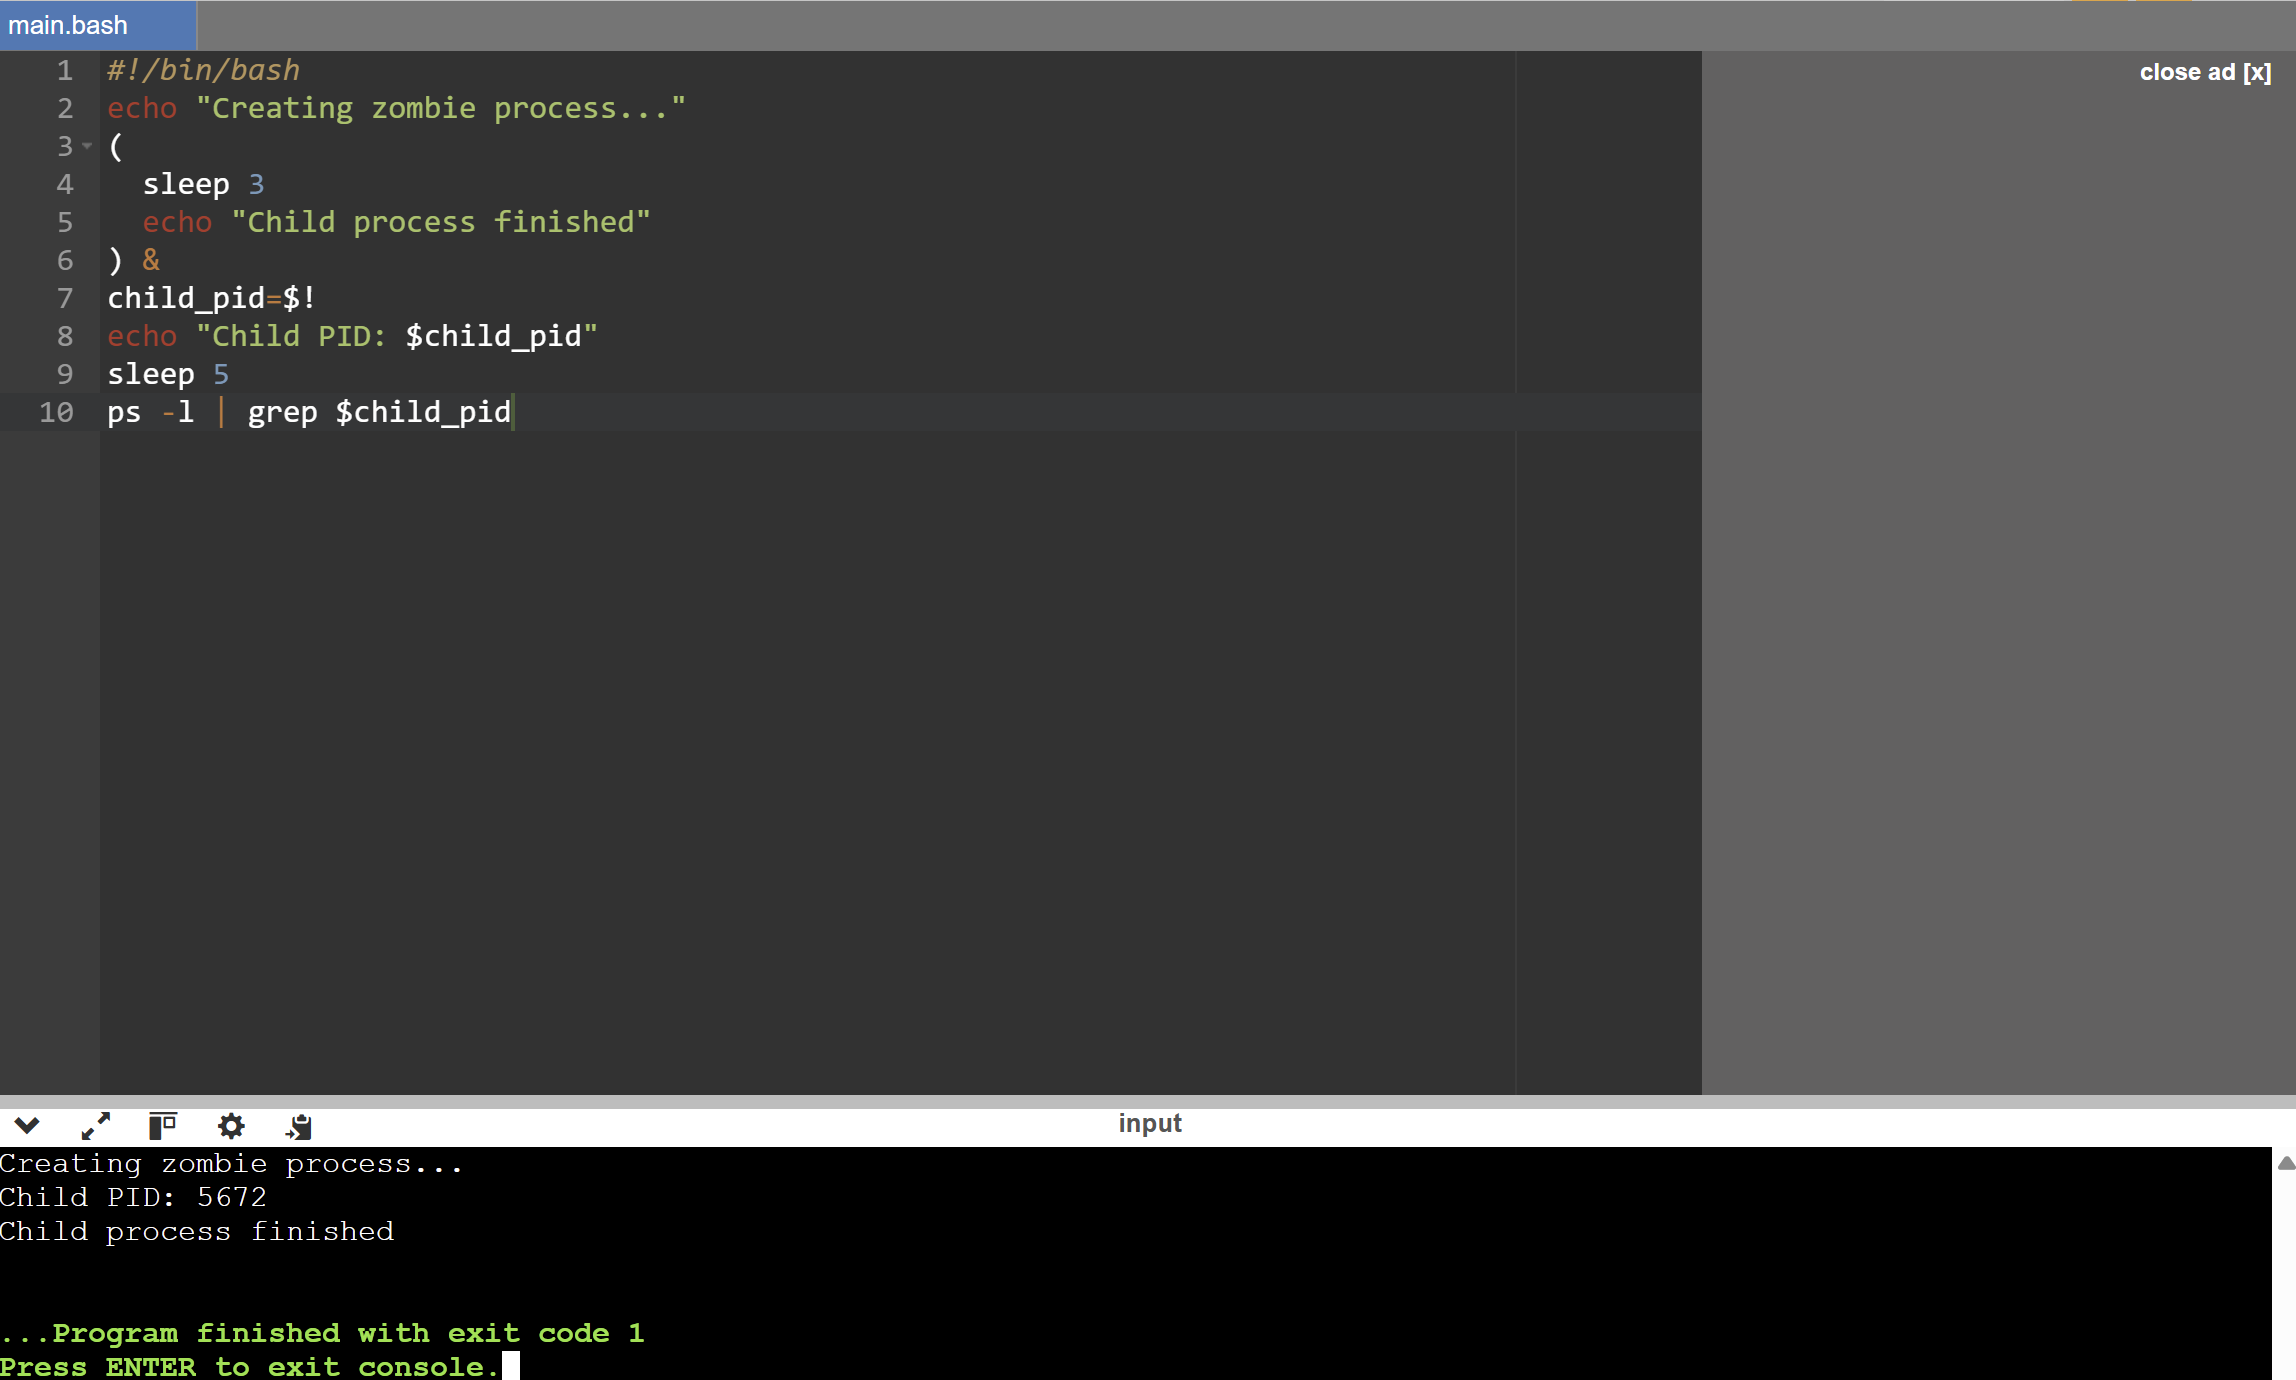 main.bash
close ad [x]
1 #!/bin/bash
2 echo "Creating zombie process..."
3 (
4   sleep 3
5   echo "Child process finished"
6 ) &
7 child_pid=$!
8 echo "Child PID: $child_pid"
9 sleep 5
10 ps -l | grep $child_pid
input
Creating zombie process...
Child PID: 5672
Child process finished
...Program finished with exit code 1
Press ENTER to exit console.